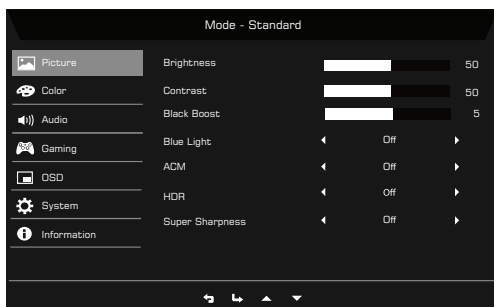 Mode - Standard
Picture
Color
Audio
Gaming
OSD
System
Information
Brightness 50
Contrast 50
Black Boost 5
Blue Light Off
ACM Off
HDR Off
Super Sharpness Off